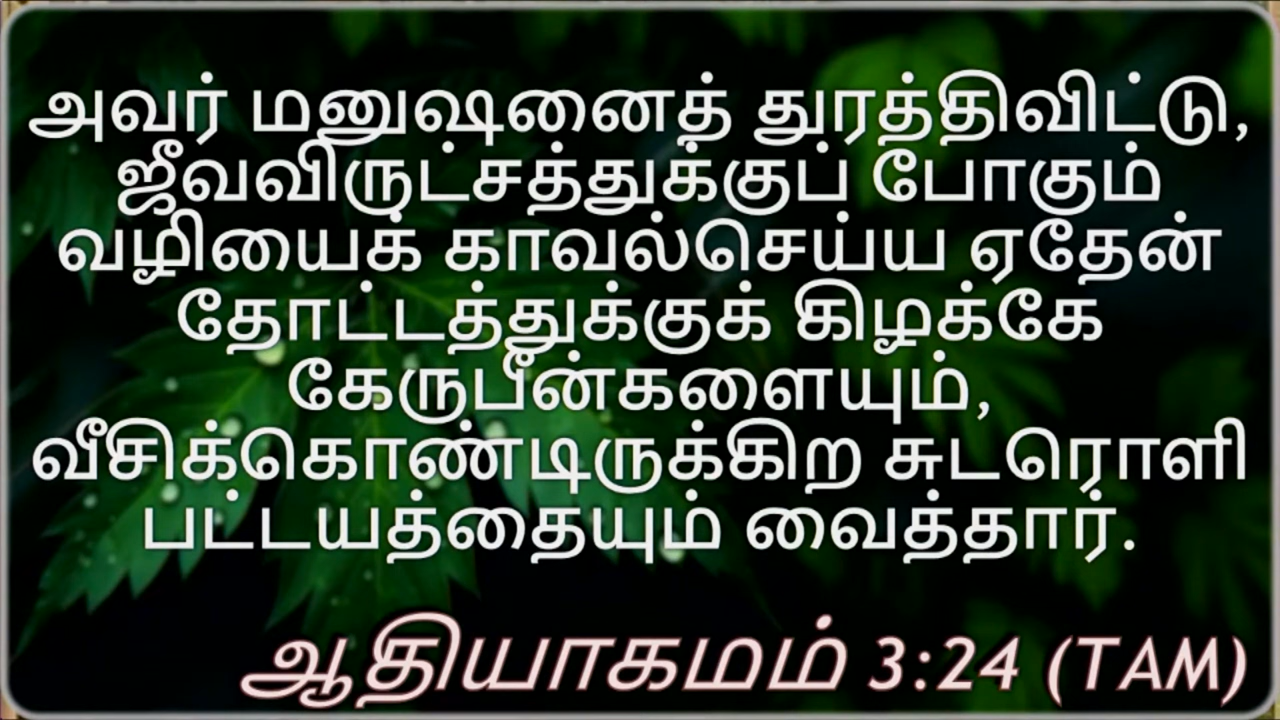 அவர் மனுஷனைத் துரத்திவிட்டு,
ஜீவவிருட்சத்துக்குப் போகும்
வழியைக் காவல்செய்ய ஏதேன்
தோட்டத்துக்குக் கிழக்கே
கேருபீன்களையும்,
வீசிக்கொண்டிருக்கிற சுடரொளி
பட்டயத்தையும் வைத்தார்.
ஆதியாகமம் 3:24 (TAM)